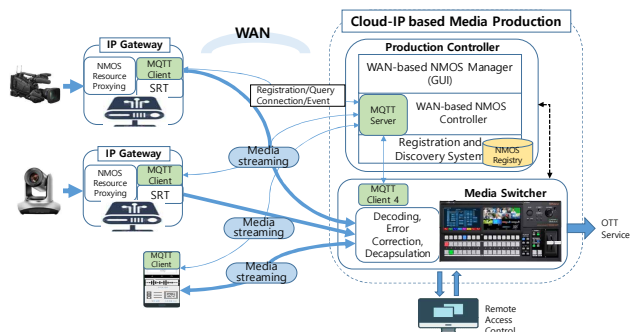 Cloud-IP based Media Production
WAN
IP Gateway
NMOS
Resource
Proxying
MQTT
Client
SRT
Production Controller
WAN-based NMOS Manager
(GUI)
Registration/Query
Connection/Event
MQTT
Server
WAN-based NMOS
Controller
Registration and
Discovery System
NMOS
Registry
IP Gateway
NMOS
Resource
Proxying
MQTT
Client
SRT
Media
streaming
MQTT
Client 4
Media Switcher
Decoding,
Error
Correction,
Decapsulation
OTT
Service
Media
streaming
MQTT
Client
Media
streaming
Remote
Access
Control